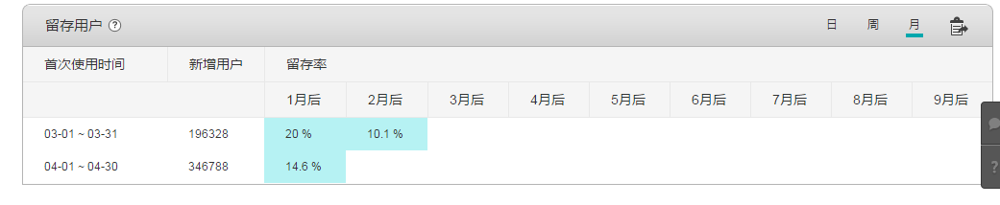 留存用户 ? 日 周 月
首次使用时间 新增用户 留存率
1月后 2月后 3月后 4月后 5月后 6月后 7月后 8月后 9月后
03-01 ~ 03-31 196328 20 % 10.1 %
04-01 ~ 04-30 346788 14.6 %
?